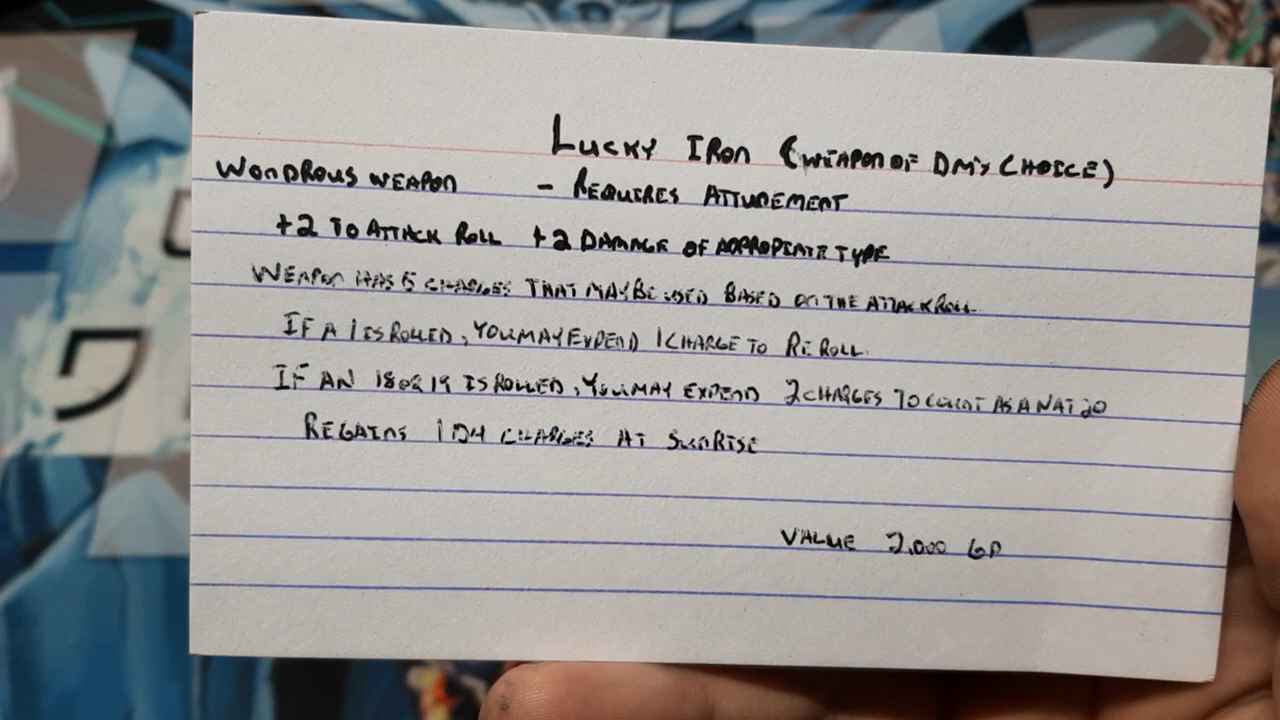 LUCKY IRON (WEAPON OF DM'S CHOICE)
WONDROUS WEAPON - REQUIRES ATTUNEMENT
+2 TO ATTACK ROLL +2 DAMAGE OF APPROPIATE TYPE
WEAPON HAS 5 CHARGES THAT MAY BE USED BASED ON THE ATTACK ROLL.
IF A 1 IS ROLLED, YOU MAY EXPEND 1 CHARGE TO RE ROLL.
IF AN 18 OR 19 IS ROLLED, YOU MAY EXPEND 2 CHARGES TO COUNT AS A NAT 20
REGAINS 1D4 CHARGES AT SUNRISE
VALUE 2,000 GP